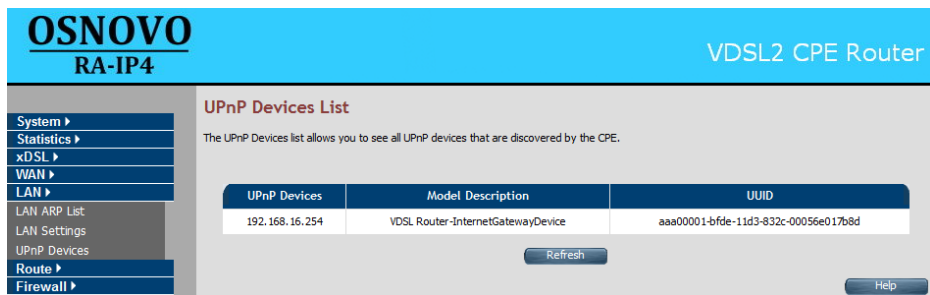 OSNOVO
RA-IP4
VDSL2 CPE Router
System
Statistics
xDSL
WAN
LAN
LAN ARP List
LAN Settings
UPnP Devices
Route
Firewall
UPnP Devices List
The UPnP Devices list allows you to see all UPnP devices that are discovered by the CPE.
UPnP Devices Model Description UUID
192.168.16.254 VDSL Router-InternetGatewayDevice aaa00001-bfde-11d3-832c-00056e017b8d
Refresh
Help